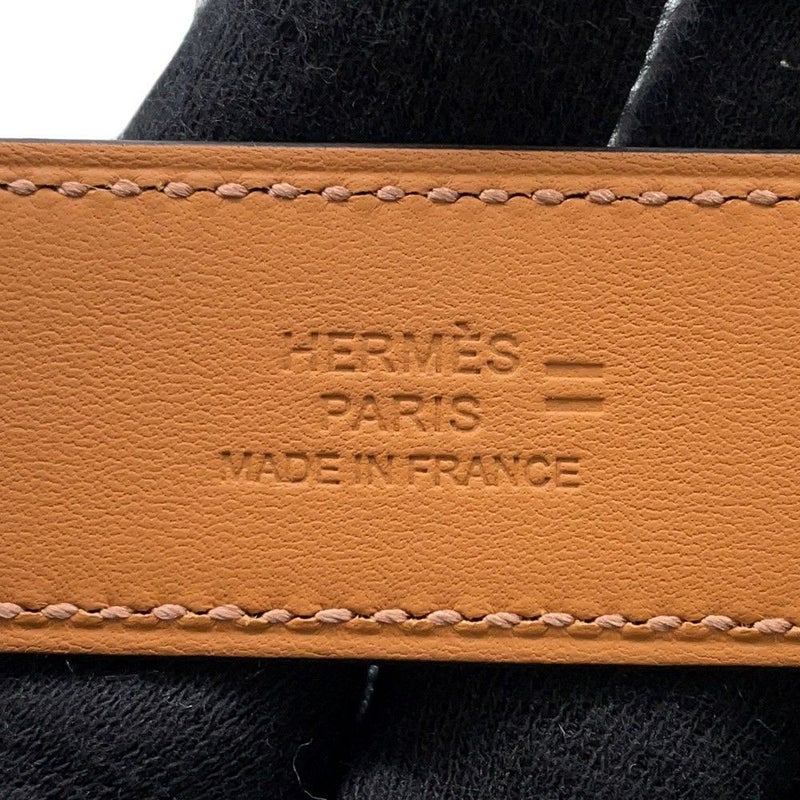 HERMÈS =
PARIS
MADE IN FRANCE